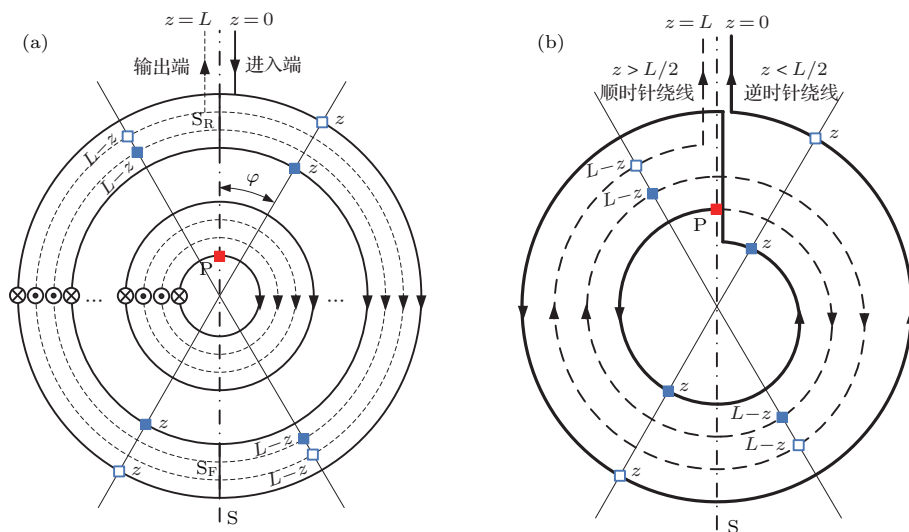 (a)
z = L
z = 0
输出端
进入端
S_R
z
L−z
L−z
z
φ
P
...
...
z
L−z
L−z
z
S_F
S
(b)
z = L
z = 0
z > L/2
顺时针绕线
z < L/2
逆时针绕线
z
L−z
L−z
P
z
z
L−z
L−z
z
S